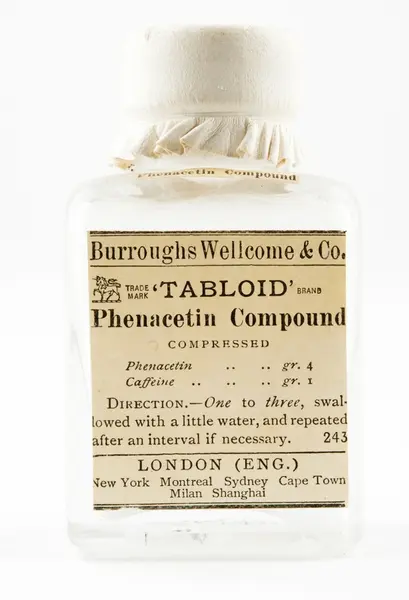 Phenacetin Compound
Burroughs Wellcome & Co.
TRADE MARK 'TABLOID' BRAND
Phenacetin Compound
COMPRESSED
Phenacetin .. .. gr. 4
Caffeine .. .. .. gr. 1
DIRECTION.—One to three, swal-
lowed with a little water, and repeated
after an interval if necessary. 243
LONDON (ENG.)
New York Montreal Sydney Cape Town
Milan Shanghai